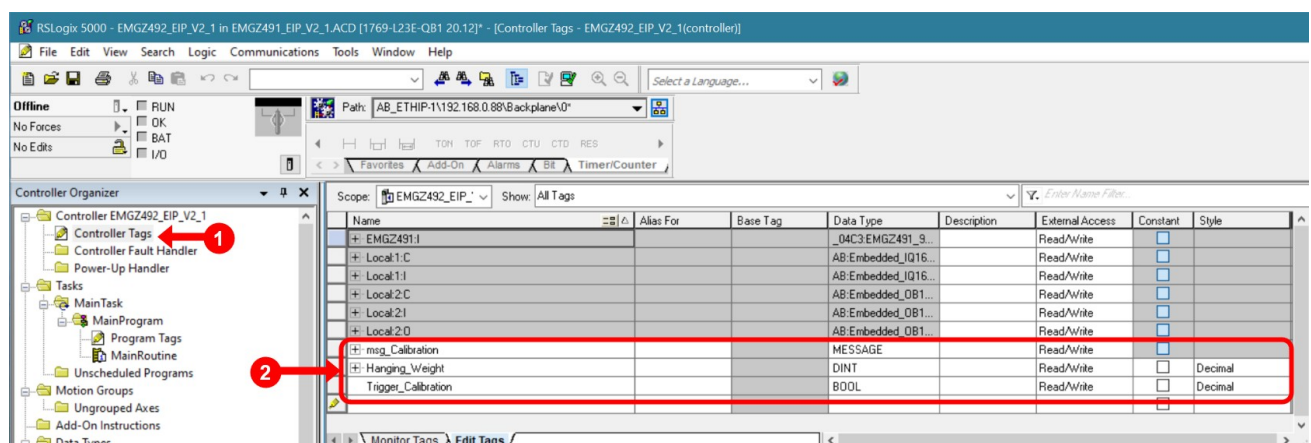 RSLogix 5000 - EMGZ492_EIP_V2_1 in EMGZ491_EIP_V2_1.ACD [1769-L23E-QB1 20.12]* - [Controller Tags - EMGZ492_EIP_V2_1(controller)]
File Edit View Search Logic Communications Tools Window Help
Select a Language...
Offline RUN
No Forces OK
No Edits BAT
I/O
Path: AB_ETHIP-1\192.168.0.88\Backplane\0*
TON TOF RTO CTU CTD RES
Favorites Add-On Alarms Bit Timer/Counter
Controller Organizer
Controller EMGZ492_EIP_V2_1
Controller Tags
1
Controller Fault Handler
Power-Up Handler
Tasks
MainTask
MainProgram
Program Tags
MainRoutine
Unscheduled Programs
2
Motion Groups
Ungrouped Axes
Add-On Instructions
Data Types
Scope: EMGZ492_EIP_' Show: All Tags Enter Name Filter...
Name Alias For Base Tag Data Type Description External Access Constant Style
EMGZ491:I _04C3:EMGZ491_9... Read/Write
Local:1:C AB:Embedded_IQ16... Read/Write
Local:1:I AB:Embedded_IQ16... Read/Write
Local:2:C AB:Embedded_OB1... Read/Write
Local:2:I AB:Embedded_OB1... Read/Write
Local:2:O AB:Embedded_OB1... Read/Write
msg_Calibration MESSAGE Read/Write
Hanging_Weight DINT Read/Write Decimal
Trigger_Calibration BOOL Read/Write Decimal
Monitor Tags Edit Tags